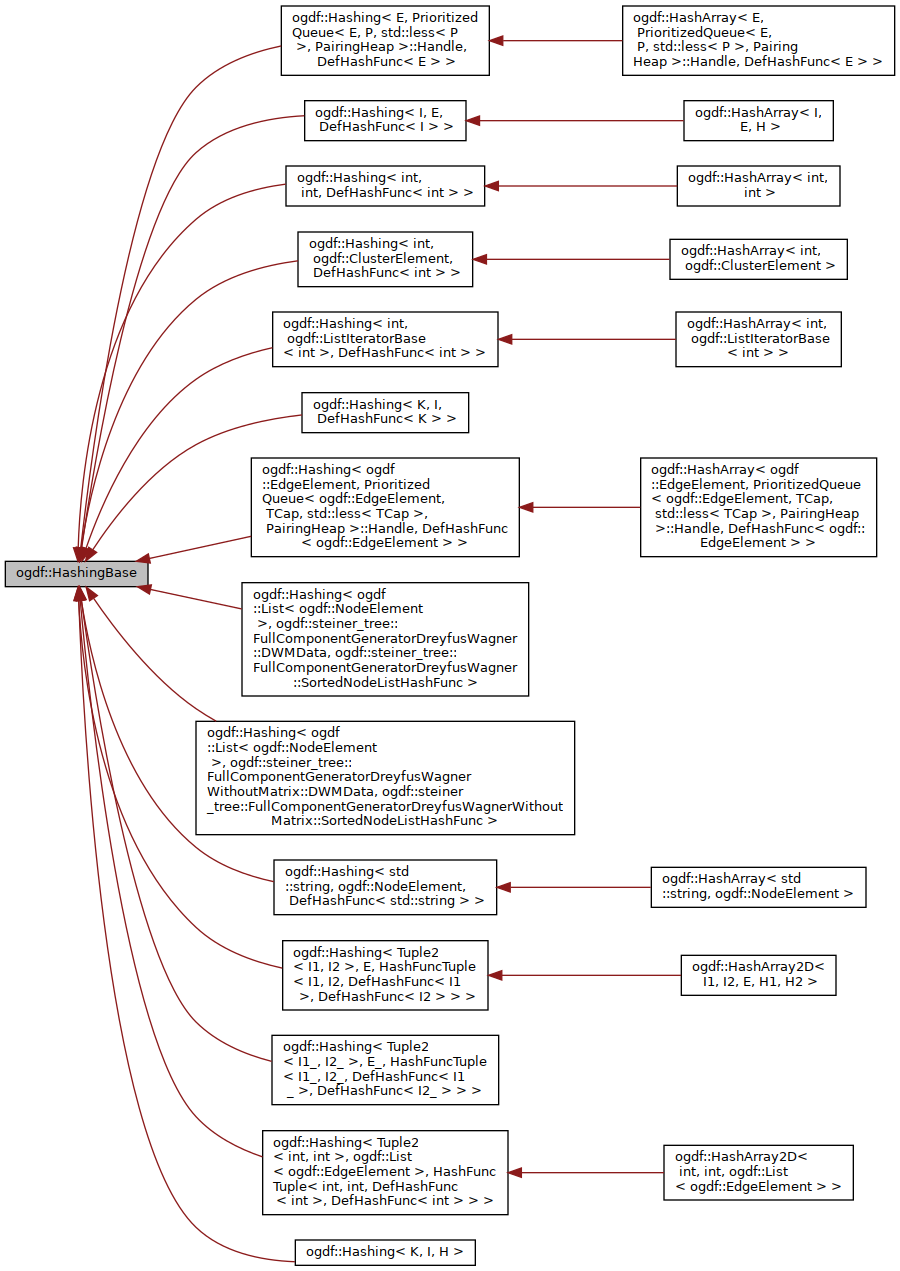 ogdf::Hashing< E, Prioritized
Queue< E, P, std::less< P
>, PairingHeap >::Handle,
DefHashFunc< E > >
ogdf::HashArray< E,
PrioritizedQueue< E,
P, std::less< P >, Pairing
Heap >::Handle, DefHashFunc< E > >
ogdf::Hashing< I, E,
DefHashFunc< I > >
ogdf::HashArray< I,
E, H >
ogdf::Hashing< int,
int, DefHashFunc< int > >
ogdf::HashArray< int,
int >
ogdf::Hashing< int,
ogdf::ClusterElement,
DefHashFunc< int > >
ogdf::HashArray< int,
ogdf::ClusterElement >
ogdf::Hashing< int,
ogdf::ListIteratorBase
< int >, DefHashFunc< int > >
ogdf::HashArray< int,
ogdf::ListIteratorBase
< int > >
ogdf::Hashing< K, I,
DefHashFunc< K > >
ogdf::Hashing< ogdf
::EdgeElement, Prioritized
Queue< ogdf::EdgeElement,
TCap, std::less< TCap >,
PairingHeap >::Handle, DefHashFunc
< ogdf::EdgeElement > >
ogdf::HashArray< ogdf
::EdgeElement, PrioritizedQueue
< ogdf::EdgeElement, TCap,
std::less< TCap >, PairingHeap
>::Handle, DefHashFunc< ogdf::
EdgeElement > >
ogdf::HashingBase
ogdf::Hashing< ogdf
::List< ogdf::NodeElement
>, ogdf::steiner_tree::
FullComponentGeneratorDreyfusWagner
::DWMData, ogdf::steiner_tree::
FullComponentGeneratorDreyfusWagner
::SortedNodeListHashFunc >
ogdf::Hashing< ogdf
::List< ogdf::NodeElement
>, ogdf::steiner_tree::
FullComponentGeneratorDreyfusWagner
WithoutMatrix::DWMData, ogdf::steiner
_tree::FullComponentGeneratorDreyfusWagnerWithout
Matrix::SortedNodeListHashFunc >
ogdf::Hashing< std
::string, ogdf::NodeElement,
DefHashFunc< std::string > >
ogdf::HashArray< std
::string, ogdf::NodeElement >
ogdf::Hashing< Tuple2
< I1, I2 >, E, HashFuncTuple
< I1, I2, DefHashFunc< I1
>, DefHashFunc< I2 > > >
ogdf::HashArray2D<
I1, I2, E, H1, H2 >
ogdf::Hashing< Tuple2
< I1_, I2_ >, E_, HashFuncTuple
< I1_, I2_, DefHashFunc< I1
_ >, DefHashFunc< I2_ > > >
ogdf::Hashing< Tuple2
< int, int >, ogdf::List
< ogdf::EdgeElement >, HashFunc
Tuple< int, int, DefHashFunc
< int >, DefHashFunc< int > > >
ogdf::HashArray2D<
int, int, ogdf::List
< ogdf::EdgeElement > >
ogdf::Hashing< K, I, H >